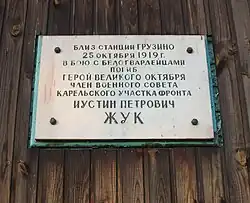 БЛИЗ СТАНЦИИ ГРУЗИНО
25 ОКТЯБРЯ 1919 Г.
В БОЮ С БЕЛОГВАРДЕЙЦАМИ
ПОГИБ
ГЕРОЙ ВЕЛИКОГО ОКТЯБРЯ
ЧЛЕН ВОЕННОГО СОВЕТА
КАРЕЛЬСКОГО УЧАСТКА ФРОНТА
ИУСТИН ПЕТРОВИЧ
ЖУК